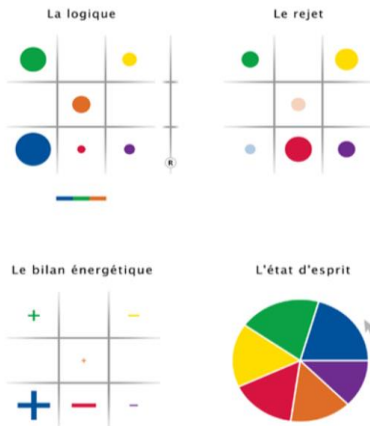 La logique
Le rejet
R
Le bilan énergétique
L'état d'esprit